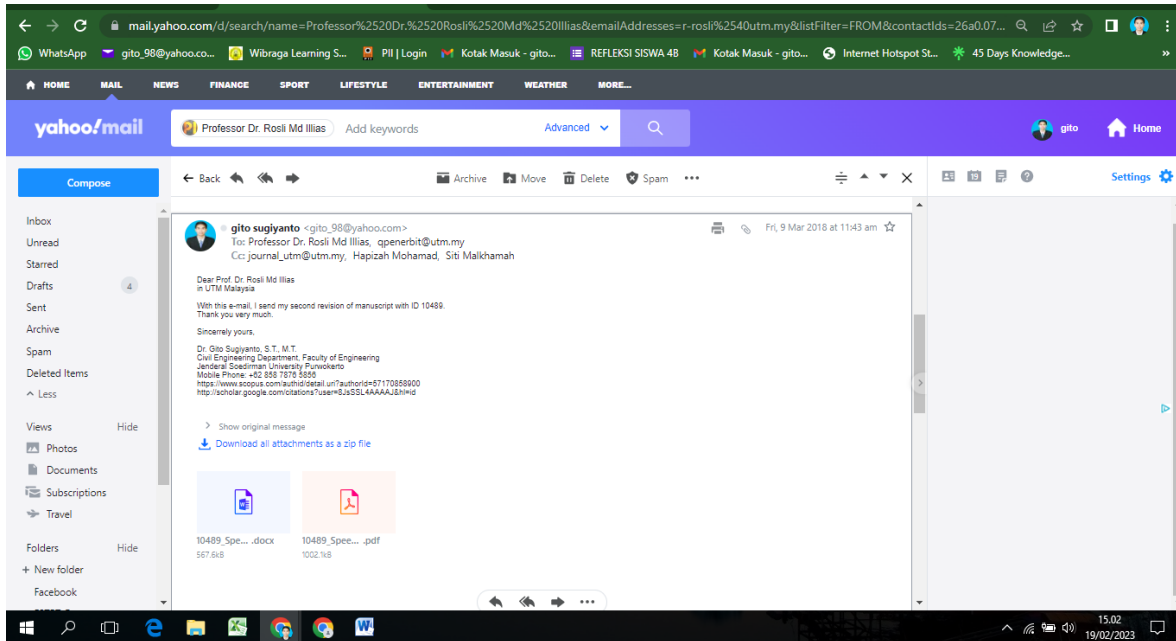 mail.yahoo.com/d/search/name=Professor%2520Dr.%2520Rosli%2520Md%2520Illias&emailAddresses=r-rosli%2540utm.my&listFilter=FROM&contactIds=26a0.07...
WhatsApp gito_98@yahoo.co... Wibraga Learning S... PII | Login Kotak Masuk - gito... REFLEKSI SISWA 4B Kotak Masuk - gito... Internet Hotspot St... 45 Days Knowledge... »
HOME MAIL NEWS FINANCE SPORT LIFESTYLE ENTERTAINMENT WEATHER MORE...
yahoo!mail Professor Dr. Rosli Md Illias Add keywords Advanced gito Home
Compose Back Archive Move Delete Spam Settings
Inbox
Unread
Starred
Drafts 4
Sent
Archive
Spam
Deleted Items
Less
Views Hide
Photos
Documents
Subscriptions
Travel
Folders Hide
+ New folder
Facebook
gito sugiyanto <gito_98@yahoo.com> Fri, 9 Mar 2018 at 11:43 am
To: Professor Dr. Rosli Md Illias, qpenerbit@utm.my
Cc: journal_utm@utm.my, Hapizah Mohamad, Siti Malkhamah
Dear Prof. Dr. Rosli Md Illias
in UTM Malaysia
With this e-mail, I send my second revision of manuscript with ID 10489.
Thank you very much.
Sincerrely yours,
Dr. Gito Sugiyanto, S.T., M.T.
Civil Engineering Department, Faculty of Engineering
Jenderal Soedirman University Purwokerto
Mobile Phone: +62 858 7876 5856
https://www.scopus.com/authid/detail.uri?authorId=57170858900
http://scholar.google.com/citations?user=8JsSSL4AAAAJ&hl=id
Show original message
Download all attachments as a zip file
10489_Spe... .docx 10489_Spee... .pdf
567.6kB 1002.1kB
15.02
19/02/2023